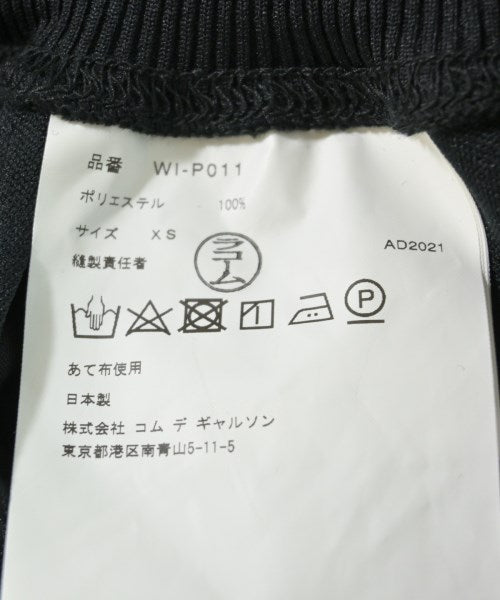 品番 WI-P011
ポリエステル 100%
サイズ XS
縫製責任者 ラコム
AD2021
P
あて布使用
日本製
株式会社 コム デ ギャルソン
東京都港区南青山5-11-5